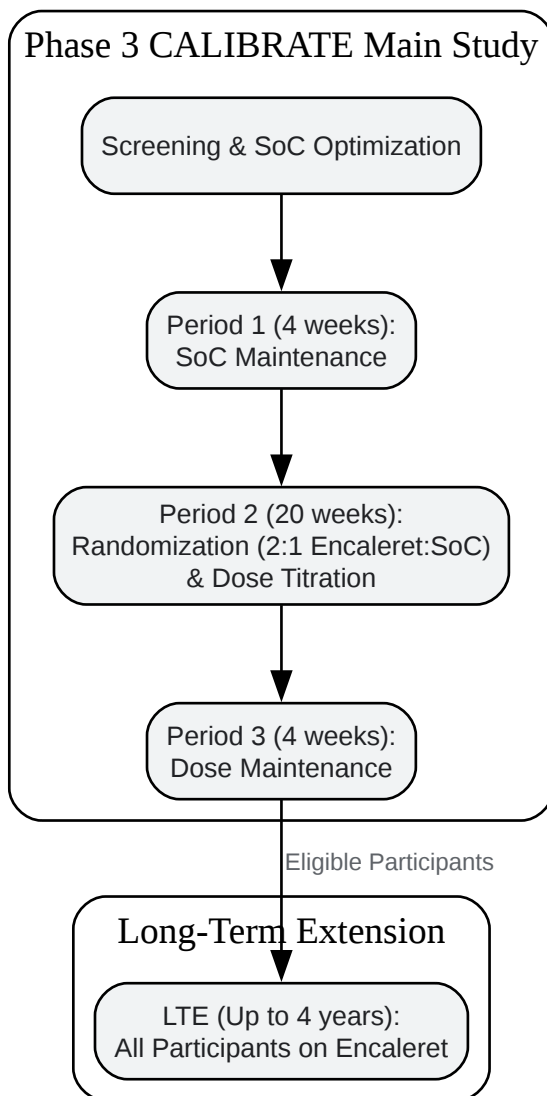 Phase 3 CALIBRATE Main Study
Screening & SoC Optimization
Period 1 (4 weeks):
SoC Maintenance
Period 2 (20 weeks):
Randomization (2:1 Encaleret:SoC)
& Dose Titration
Period 3 (4 weeks):
Dose Maintenance
Eligible Participants
Long-Term Extension
LTE (Up to 4 years):
All Participants on Encaleret